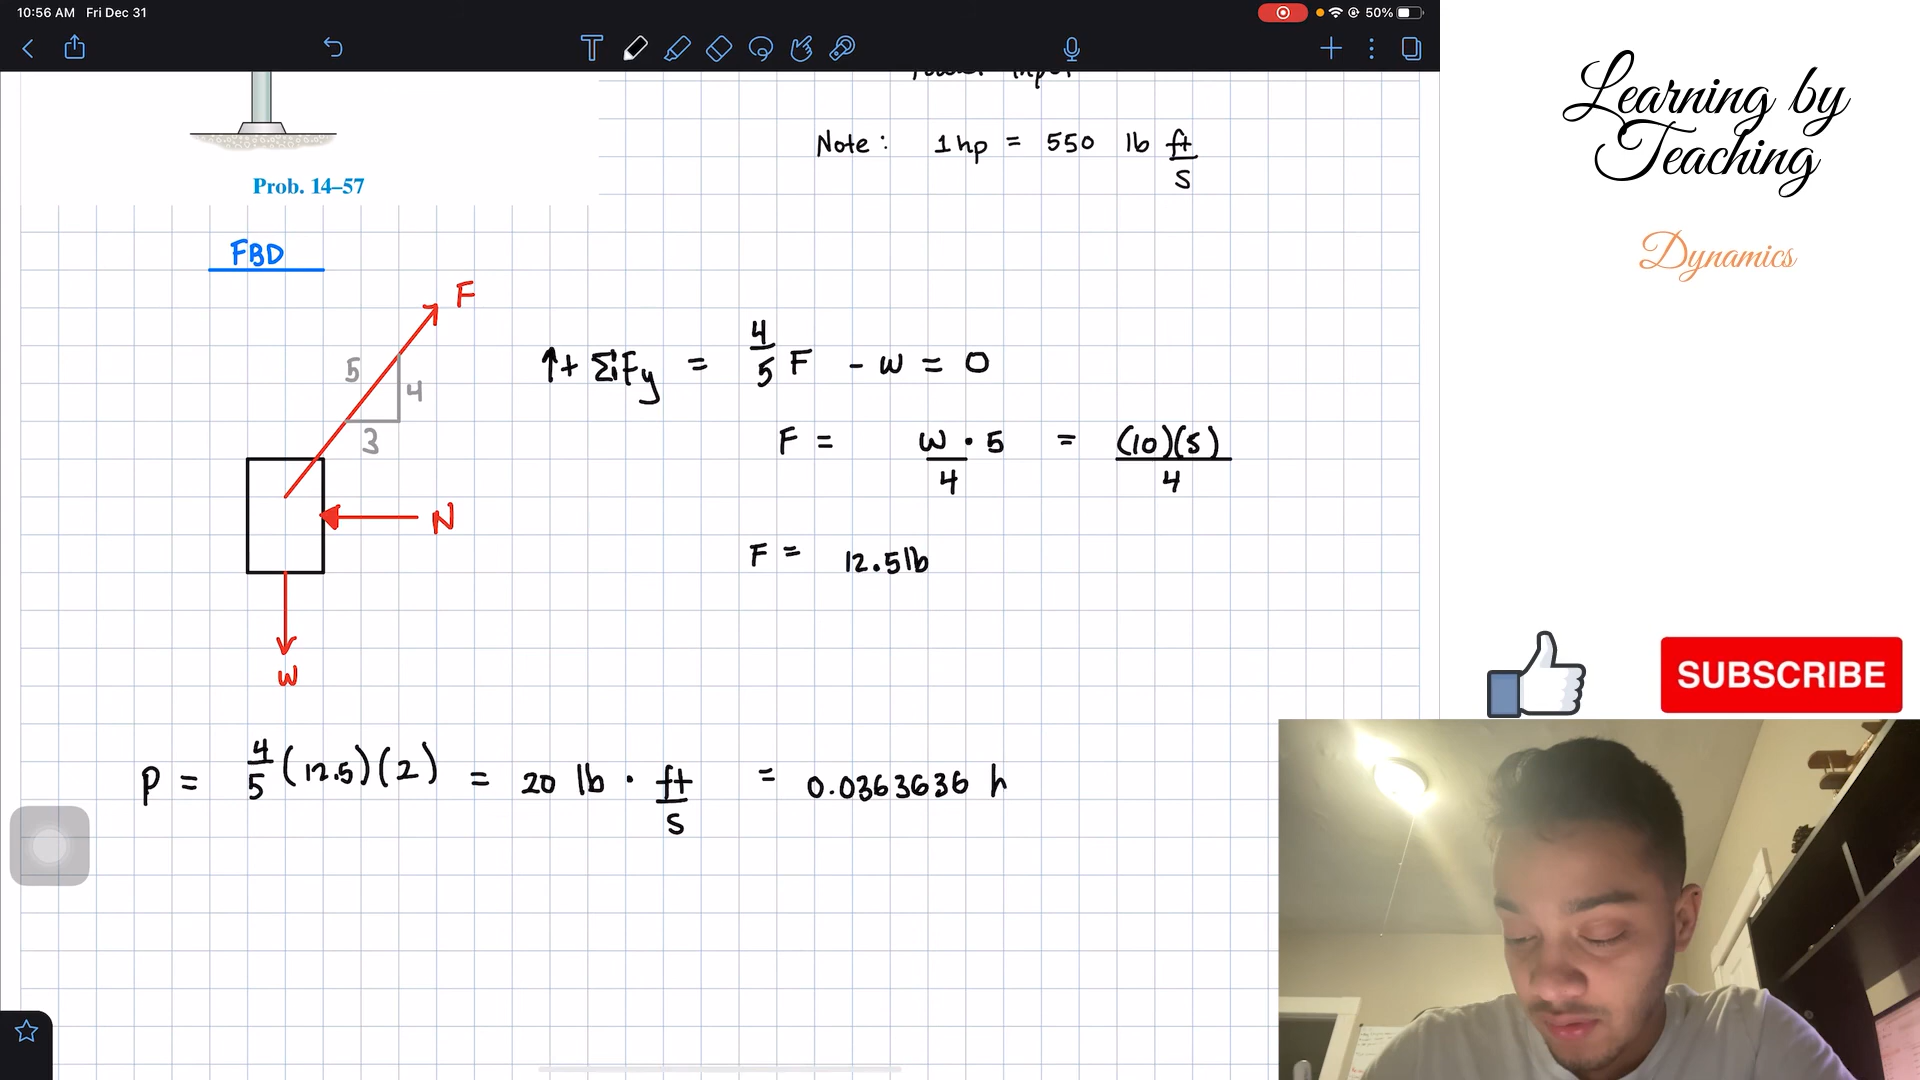 10:56 AM Fri Dec 31
50%
Note: 1 hp = 550 lb ft/s
Prob. 14–57
FBD
F
5
4
3
N
W
↑+ ΣFy = 4/5 F - W = 0
F = W/4 · 5 = (10)(5)/4
F = 12.5 lb
P = 4/5 (12.5)(2) = 20 lb · ft/s = 0.0363636 h
Learning by
Teaching
Dynamics
SUBSCRIBE